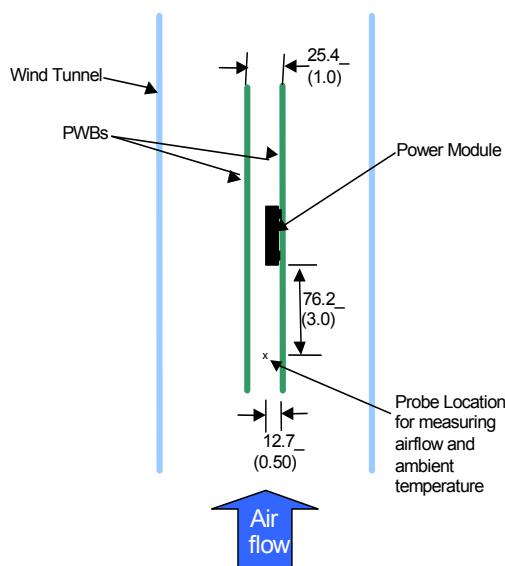 25.4_
(1.0)
Wind Tunnel
PWBs
Power Module
76.2_
(3.0)
x
Probe Location
for measuring
airflow and
ambient
temperature
12.7_
(0.50)
Air
flow